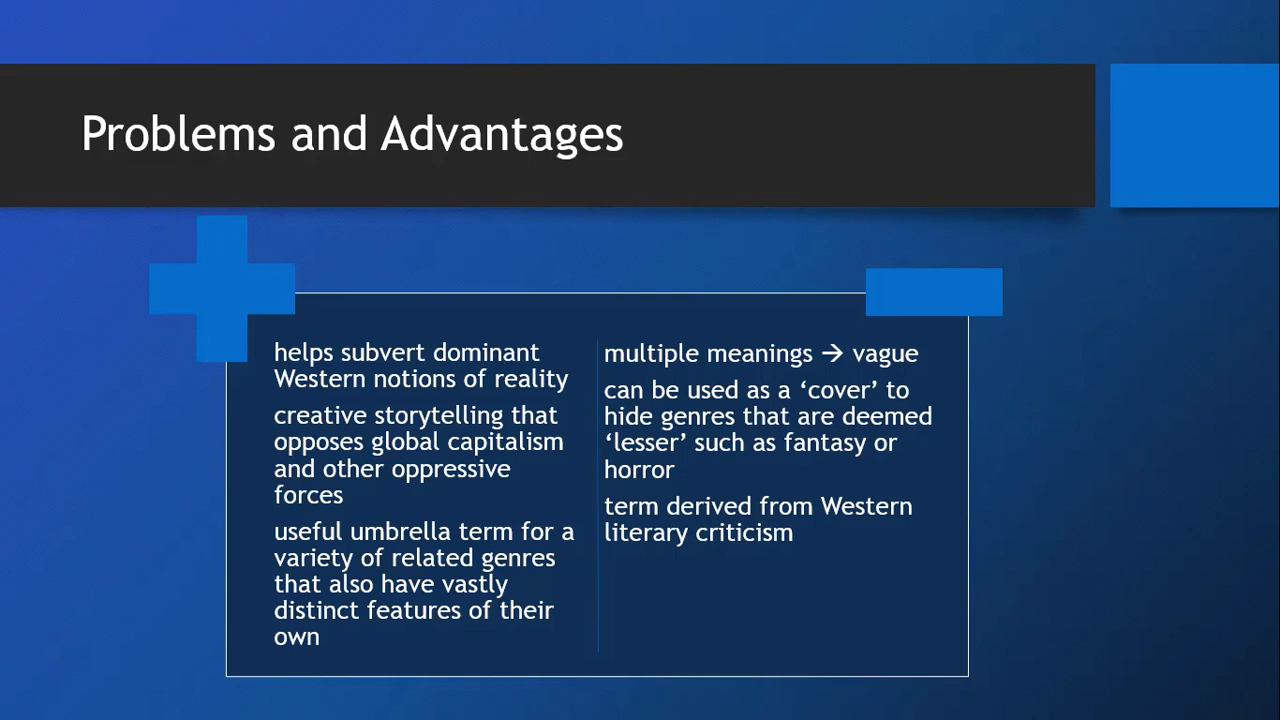 Problems and Advantages
helps subvert dominant
Western notions of reality
creative storytelling that
opposes global capitalism
and other oppressive
forces
useful umbrella term for a
variety of related genres
that also have vastly
distinct features of their
own
multiple meanings → vague
can be used as a ‘cover’ to
hide genres that are deemed
‘lesser’ such as fantasy or
horror
term derived from Western
literary criticism